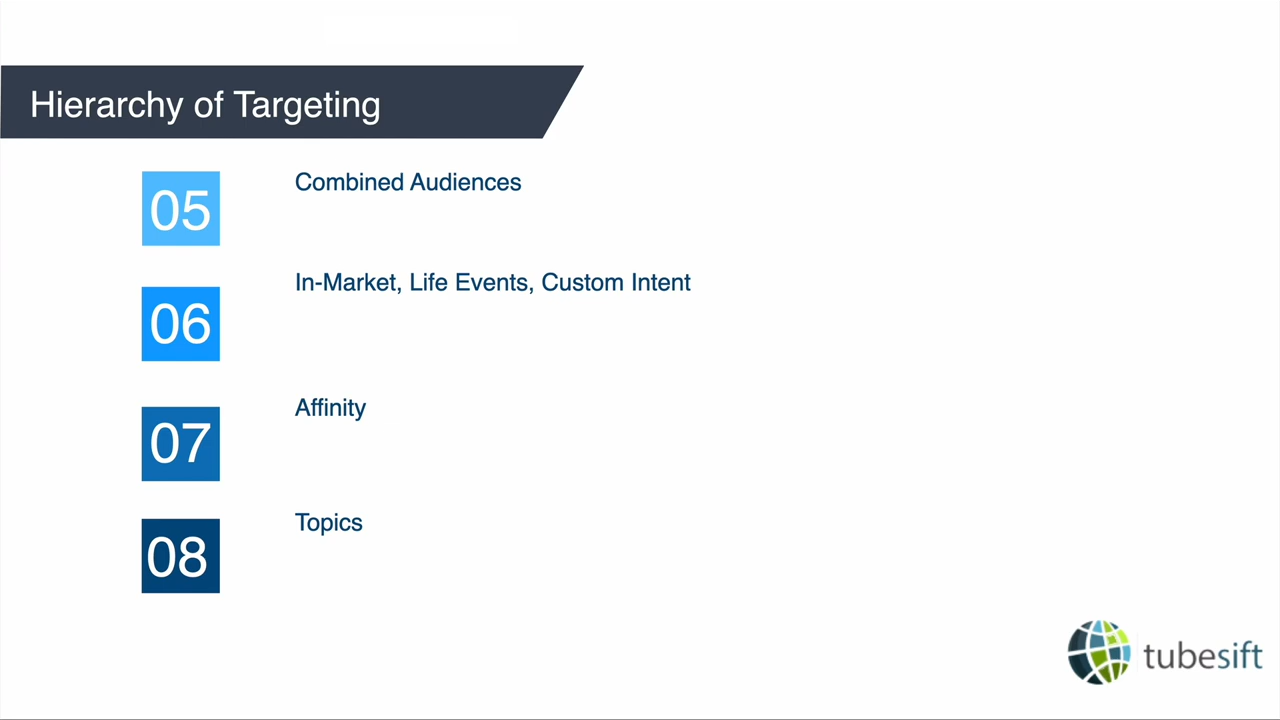 Hierarchy of Targeting
05 Combined Audiences
06 In-Market, Life Events, Custom Intent
07 Affinity
08 Topics
tubesift